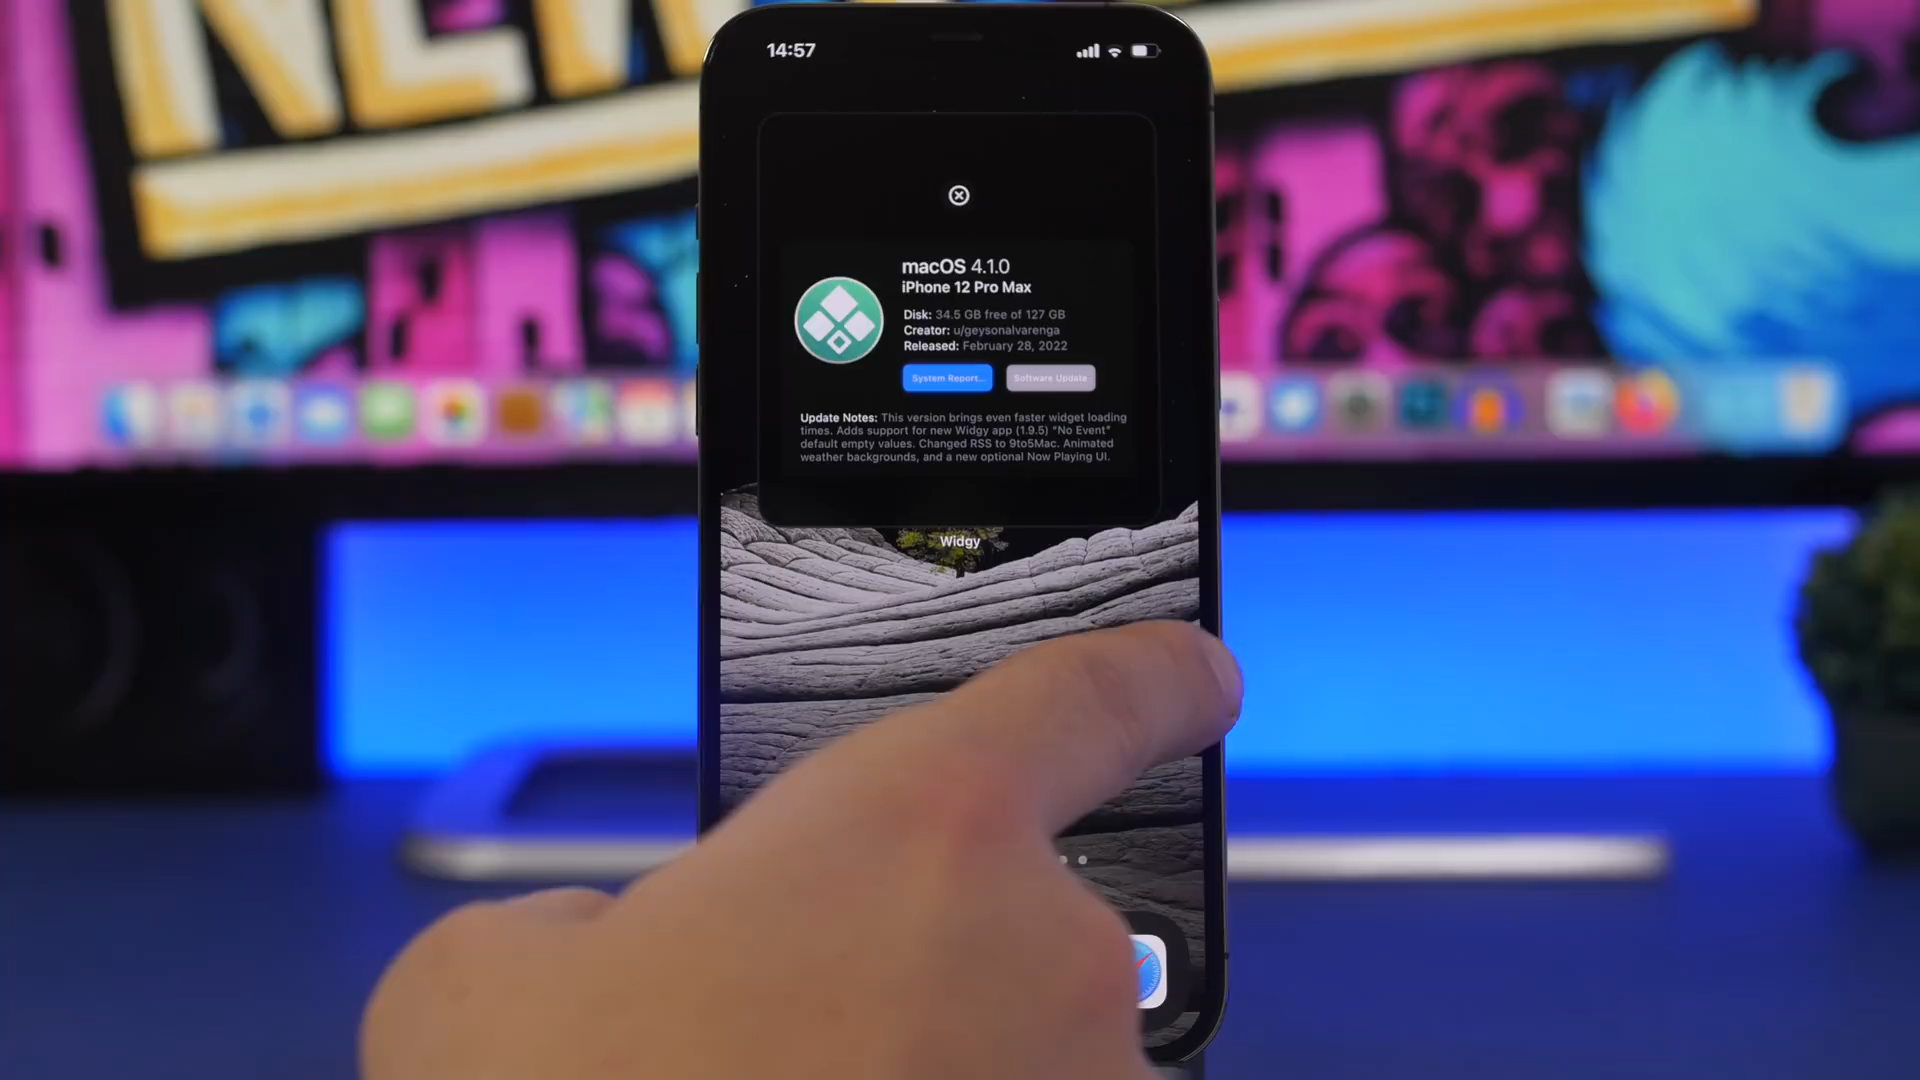 NEW
14:57
macOS 4.1.0
iPhone 12 Pro Max
Disk: 34.5 GB free of 127 GB
Creator: u/geysonalvarenga
Released: February 28, 2022
System Report... Software Update
Update Notes: This version brings even faster widget loading
times. Adds support for new Widgy app (1.9.5) "No Event"
default empty values. Changed RSS to 9to5Mac. Animated
weather backgrounds, and a new optional Now Playing UI.
Widgy